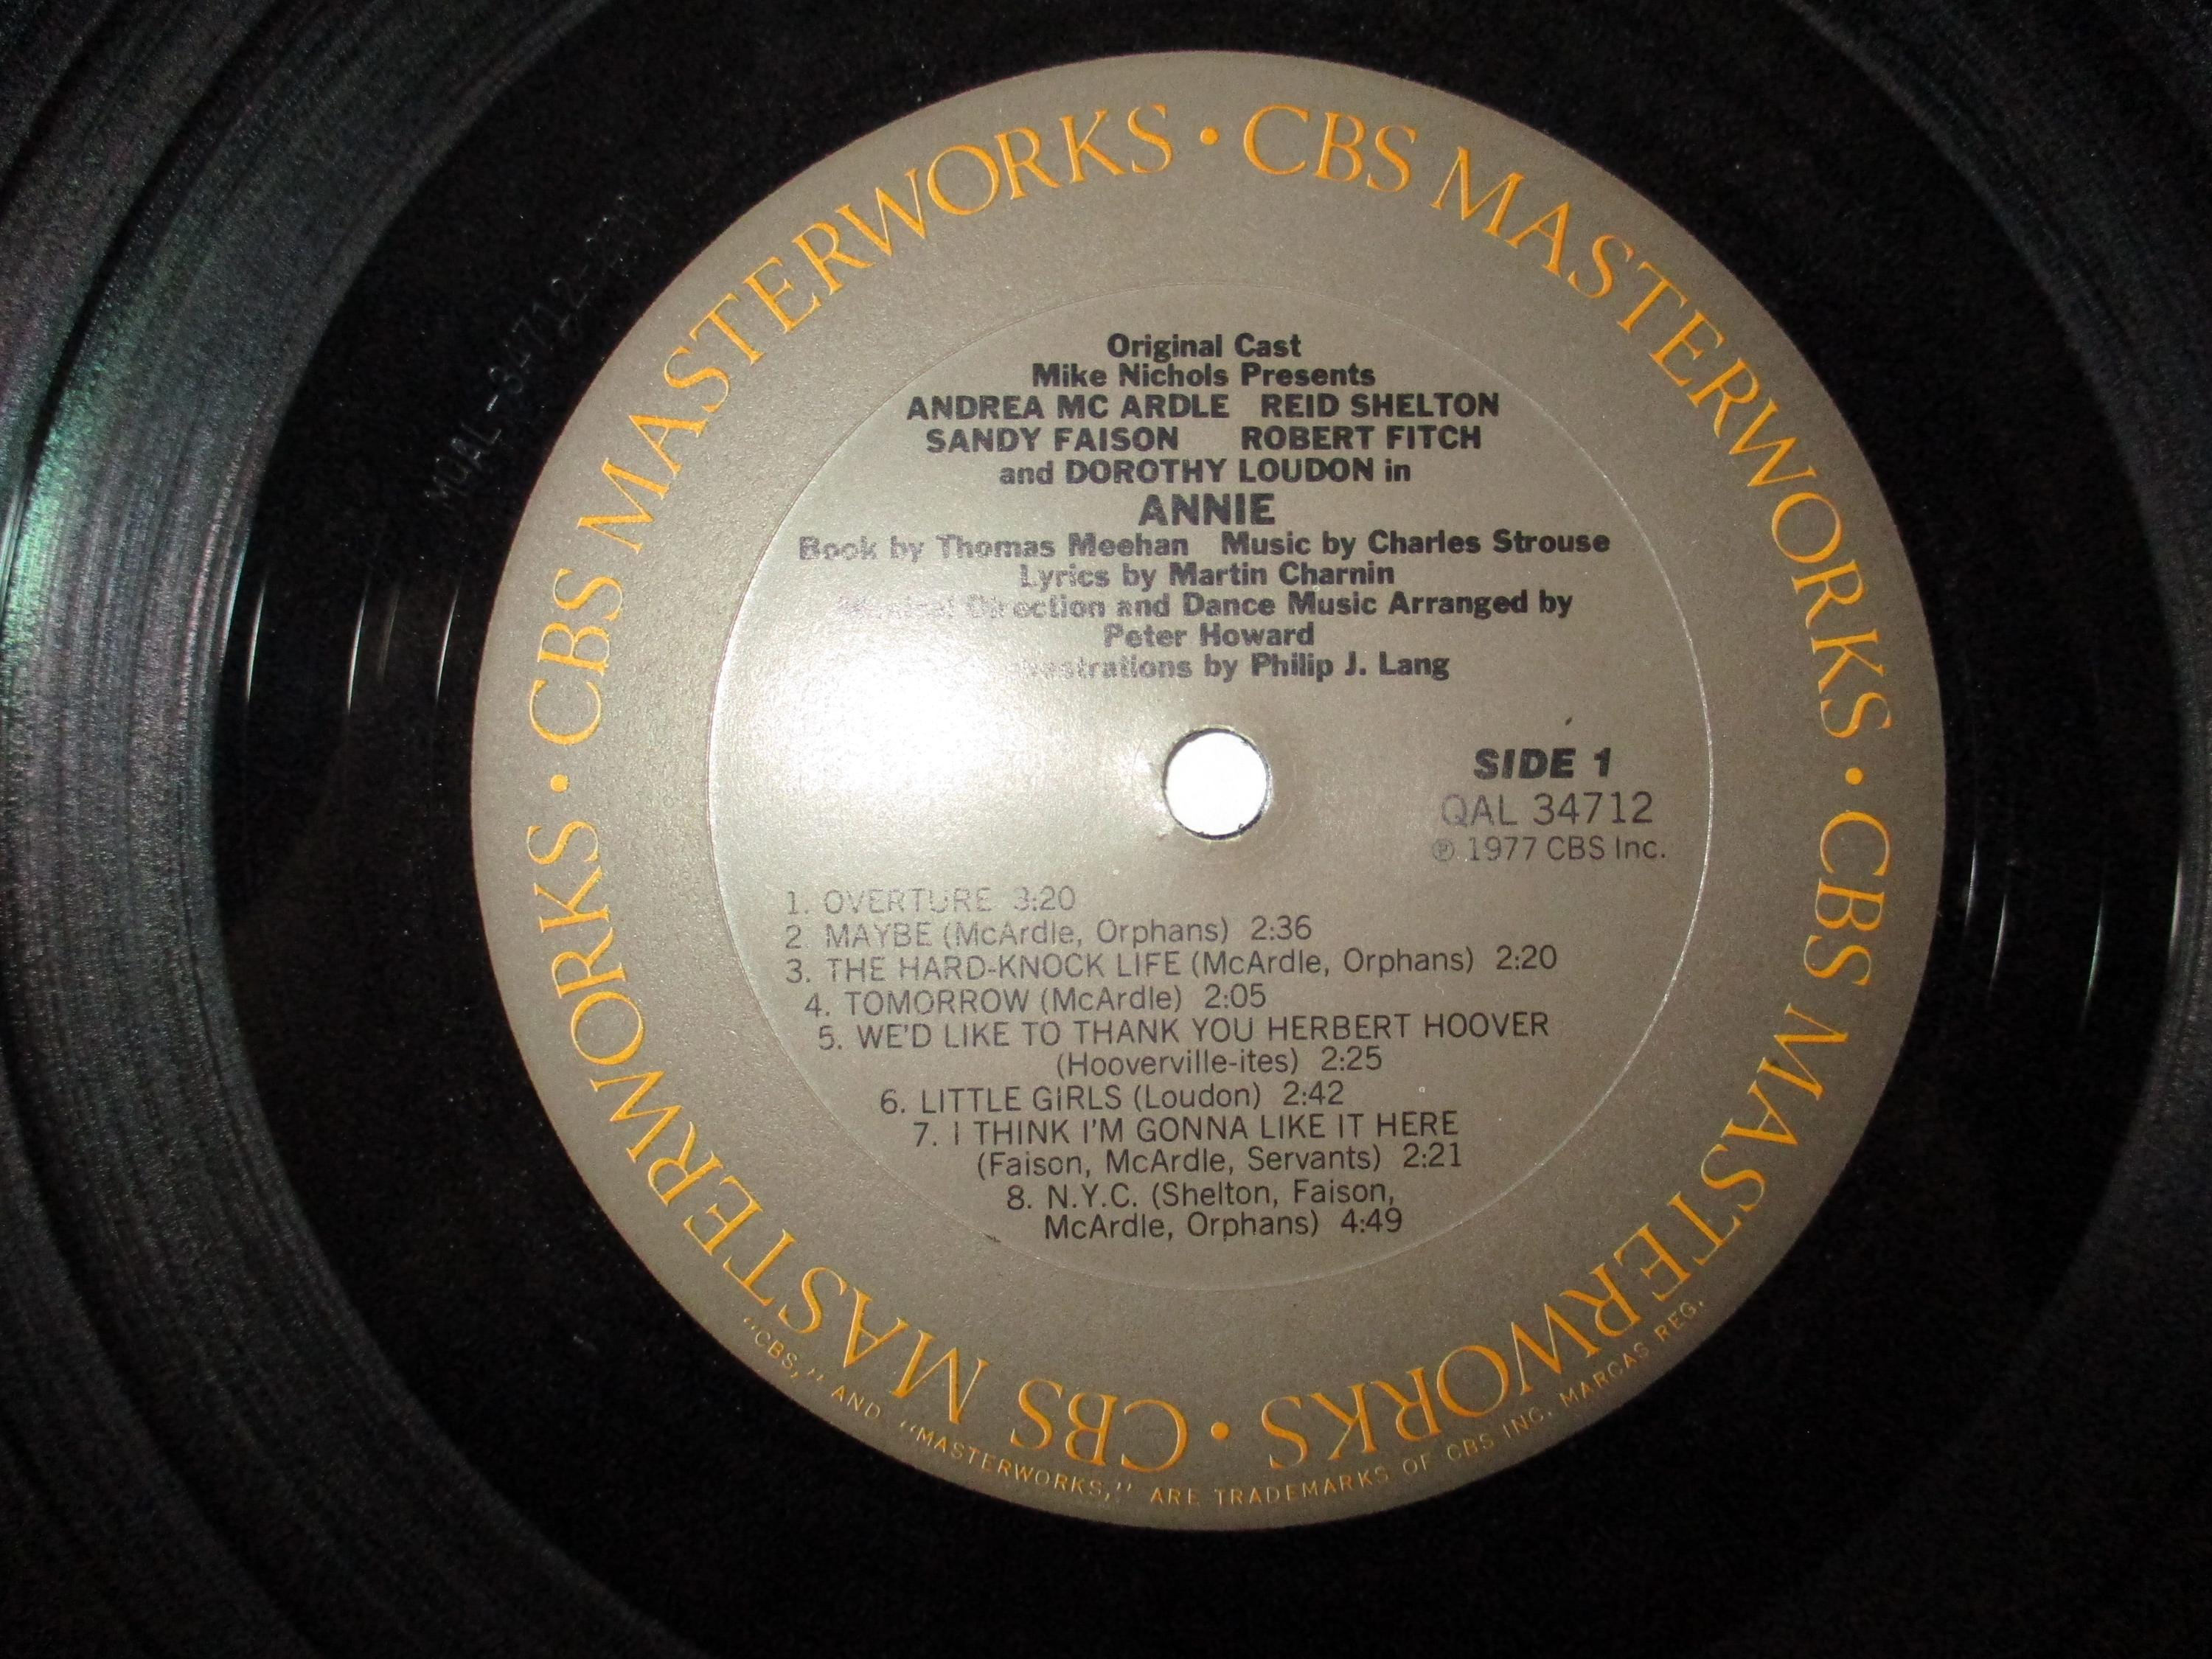 CBS MASTERWORKS • CBS MASTERWORKS • CBS MASTERWORKS • CBS MASTERWORKS •
Original Cast
Mike Nichols Presents
ANDREA MC ARDLE REID SHELTON
SANDY FAISON ROBERT FITCH
and DOROTHY LOUDON in
ANNIE
Book by Thomas Meehan Music by Charles Strouse
Lyrics by Martin Charnin
Musical Direction and Dance Music Arranged by
Peter Howard
by Philip J. Lang
SIDE 1
QAL 34712
℗ 1977 CBS Inc.
1. OVERTURE 3:20
2. MAYBE (McArdle, Orphans) 2:36
3. THE HARD-KNOCK LIFE (McArdle, Orphans) 2:20
4. TOMORROW (McArdle) 2:05
5. WE'D LIKE TO THANK YOU HERBERT HOOVER
(Hooverville-ites) 2:25
6. LITTLE GIRLS (Loudon) 2:42
7. I THINK I'M GONNA LIKE IT HERE
(Faison, McArdle, Servants) 2:21
8. N.Y.C. (Shelton, Faison,
McArdle, Orphans) 4:49
"CBS," AND "MASTERWORKS," ARE TRADEMARKS OF CBS INC. MARCAS REG.